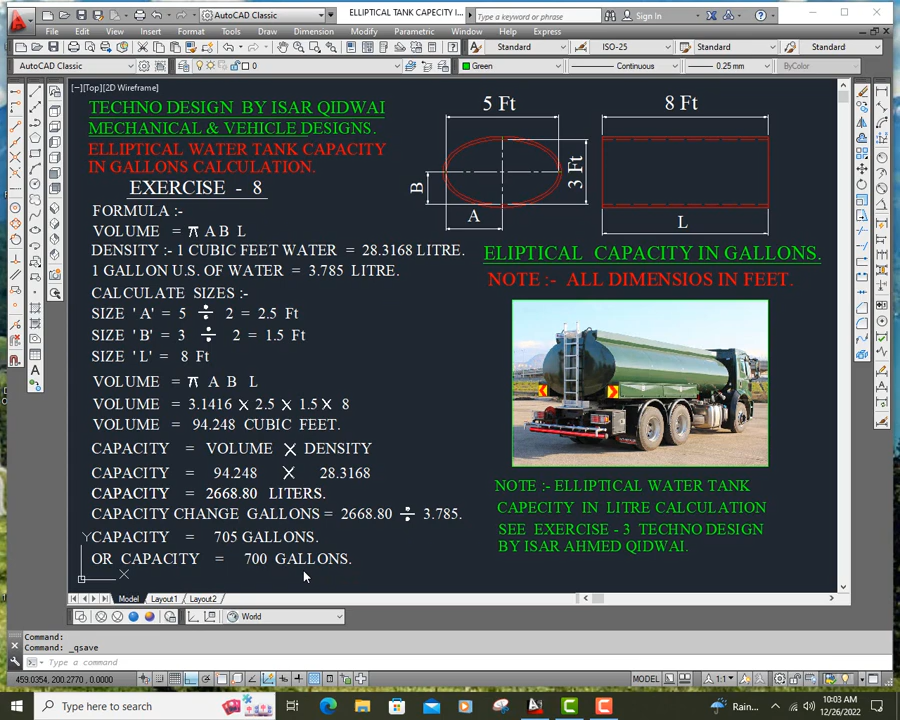 AutoCAD Classic
ELLIPTICAL TANK CAPECITY I...
Type a keyword or phrase
Sign In
File Edit View Insert Format Tools Draw Dimension Modify Parametric Window Help Express
Standard ISO-25 Standard Standard
AutoCAD Classic 0 Green Continuous 0.25 mm ByColor
[−][Top][2D Wireframe]
TECHNO DESIGN BY ISAR QIDWAI
MECHANICAL & VEHICLE DESIGNS.
ELLIPTICAL WATER TANK CAPACITY
IN GALLONS CALCULATION.
EXERCISE - 8
FORMULA :-
VOLUME = π A B L
DENSITY :- 1 CUBIC FEET WATER = 28.3168 LITRE.
1 GALLON U.S. OF WATER = 3.785 LITRE.
CALCULATE SIZES :-
SIZE ' A' = 5 ÷ 2 = 2.5 Ft
SIZE ' B' = 3 ÷ 2 = 1.5 Ft
SIZE ' L' = 8 Ft
VOLUME = π A B L
VOLUME = 3.1416 × 2.5 × 1.5 × 8
VOLUME = 94.248 CUBIC FEET.
CAPACITY = VOLUME × DENSITY
CAPACITY = 94.248 × 28.3168
CAPACITY = 2668.80 LITERS.
CAPACITY CHANGE GALLONS = 2668.80 ÷ 3.785.
CAPACITY = 705 GALLONS.
OR CAPACITY = 700 GALLONS.
Y
X
5 Ft
8 Ft
3 Ft
B
A
L
ELIPTICAL CAPACITY IN GALLONS.
NOTE :- ALL DIMENSIOS IN FEET.
NOTE :- ELLIPTICAL WATER TANK
CAPECITY IN LITRE CALCULATION
SEE EXERCISE - 3 TECHNO DESIGN
BY ISAR AHMED QIDWAI.
Model Layout1 Layout2
World
Command:
Command: _qsave
Type a command
459.0354, 200.2770, 0.0000
MODEL
1:1
Type here to search
Rain...
10:03 AM
12/26/2022